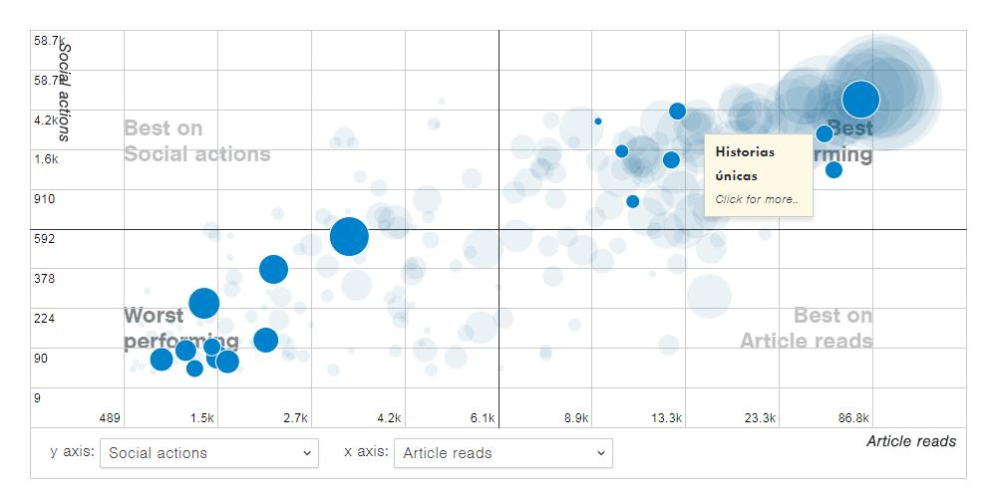 58.7k
Social actions
58.7k
4.2k
1.6k
910
592
378
224
90
9
Best on
Social actions
Best
rming
Historias
únicas
Click for more..
Worst
performing
Best on
Article reads
489
1.5k
2.7k
4.2k
6.1k
8.9k
13.3k
23.3k
86.8k
Article reads
y axis: Social actions
x axis: Article reads